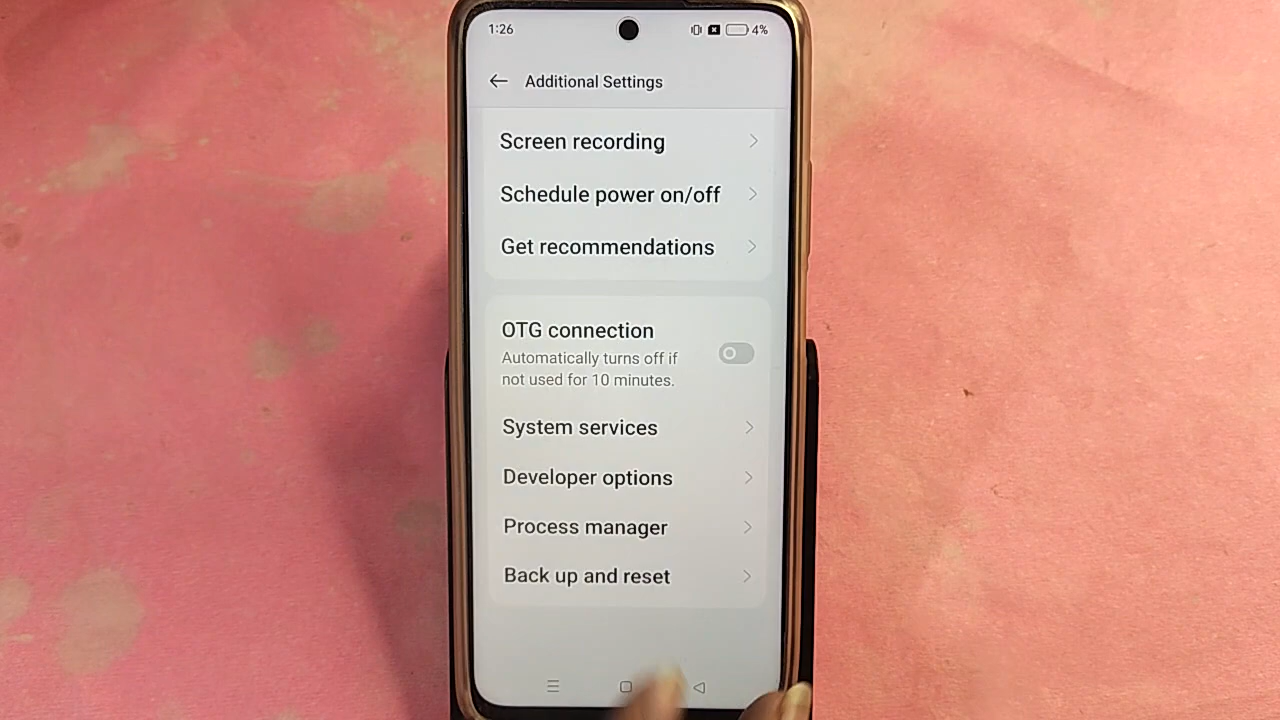 1:26
4%
Additional Settings
Screen recording
Schedule power on/off
Get recommendations
OTG connection
Automatically turns off if
not used for 10 minutes.
System services
Developer options
Process manager
Back up and reset